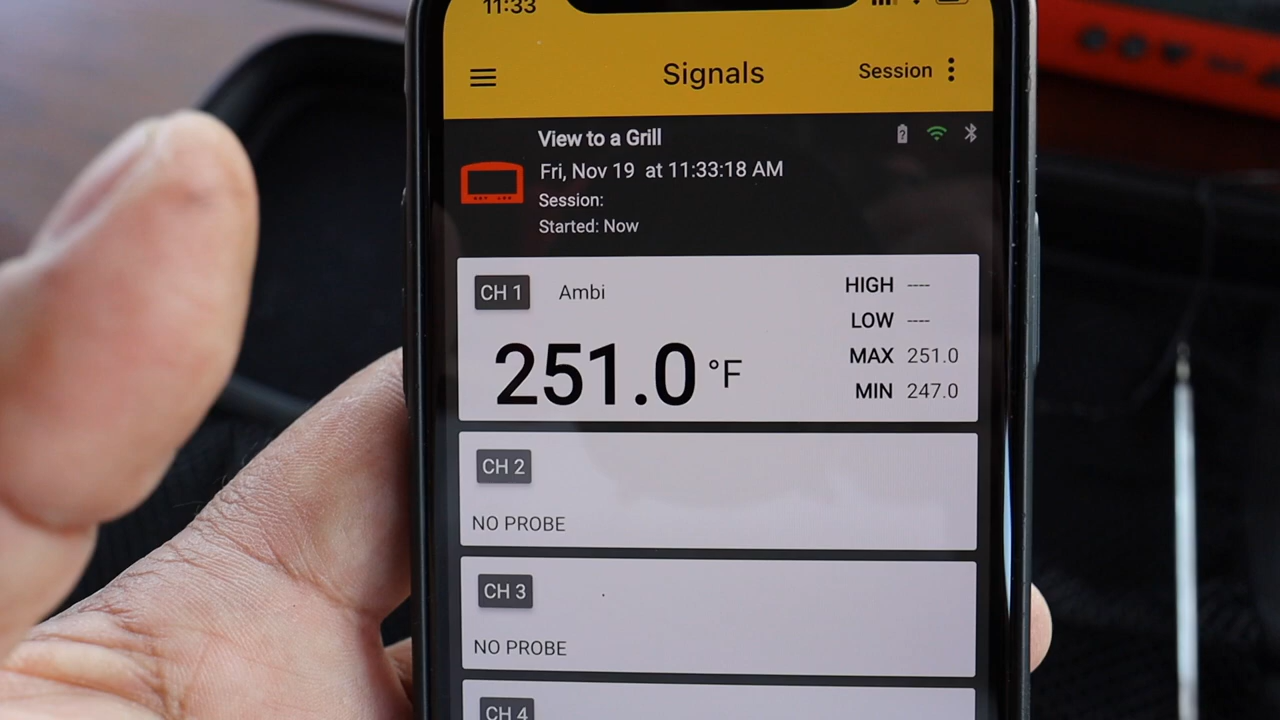 11:33
Signals
Session
View to a Grill
Fri, Nov 19 at 11:33:18 AM
Session:
Started: Now
CH 1 Ambi
HIGH ----
LOW ----
MAX 251.0
MIN 247.0
251.0 °F
CH 2
NO PROBE
CH 3
NO PROBE
CH 4